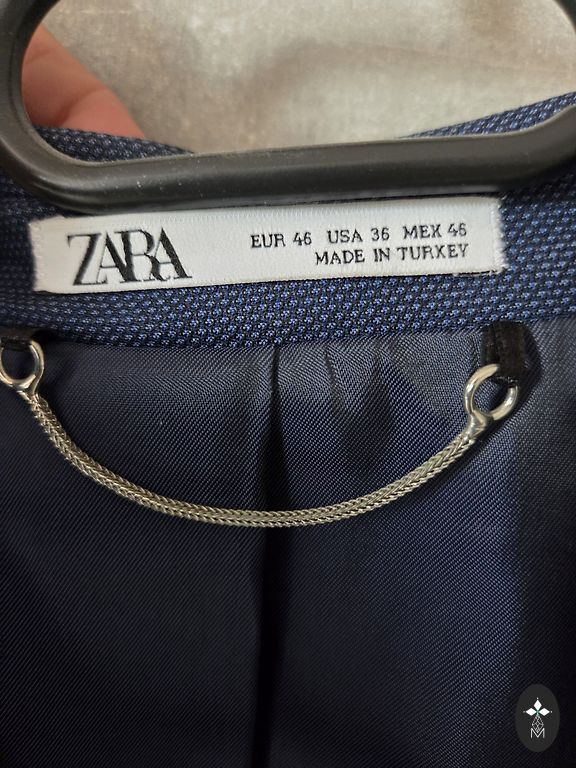 ZARA
EUR 46 USA 36 MEX 46
MADE IN TURKEY
M